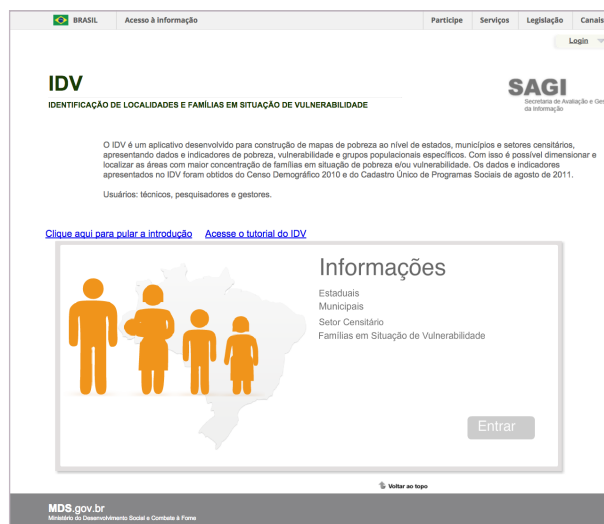 BRASIL Acesso à informação Participe Serviços Legislação Canais
Login
IDV
IDENTIFICAÇÃO DE LOCALIDADES E FAMÍLIAS EM SITUAÇÃO DE VULNERABILIDADE
SAGI
Secretaria de Avaliação e Ges
da Informação
O IDV é um aplicativo desenvolvido para construção de mapas de pobreza ao nível de estados, municípios e setores censitários,
apresentando dados e indicadores de pobreza, vulnerabilidade e grupos populacionais específicos. Com isso é possível dimensionar e
localizar as áreas com maior concentração de famílias em situação de pobreza e/ou vulnerabilidade. Os dados e indicadores
apresentados no IDV foram obtidos do Censo Demográfico 2010 e do Cadastro Único de Programas Sociais de agosto de 2011.
Usuários: técnicos, pesquisadores e gestores.
Clique aqui para pular a introdução Acesse o tutorial do IDV
Informações
Estaduais
Municipais
Setor Censitário
Famílias em Situação de Vulnerabilidade
Entrar
Voltar ao topo
MDS.gov.br
Ministério do Desenvolvimento Social e Combate à Fome